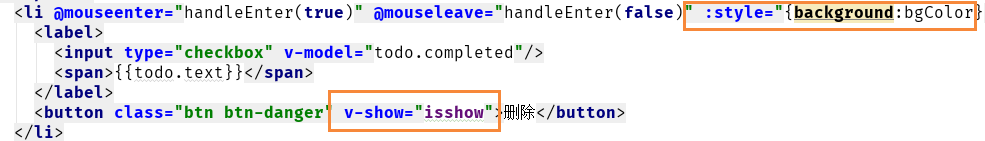 <li @mouseenter="handleEnter(true)" @mouseleave="handleEnter(false)" :style="{background:bgColor}
<label>
<input type="checkbox" v-model="todo.completed"/>
<span>{{todo.text}}</span>
</label>
<button class="btn btn-danger" v-show="isshow">删除</button>
</li>